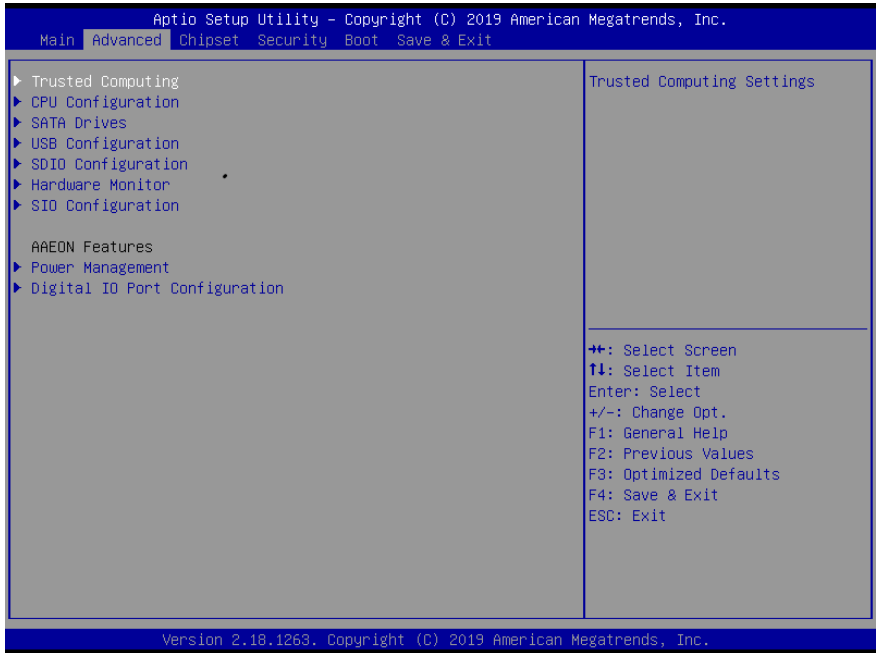 Aptio Setup Utility – Copyright (C) 2019 American Megatrends, Inc.
Main Advanced Chipset Security Boot Save & Exit
Trusted Computing
CPU Configuration
SATA Drives
USB Configuration
SDIO Configuration
Hardware Monitor
SIO Configuration
AAEON Features
Power Management
Digital IO Port Configuration
Trusted Computing Settings
→←: Select Screen
↑↓: Select Item
Enter: Select
+/-: Change Opt.
F1: General Help
F2: Previous Values
F3: Optimized Defaults
F4: Save & Exit
ESC: Exit
Version 2.18.1263. Copyright (C) 2019 American Megatrends, Inc.